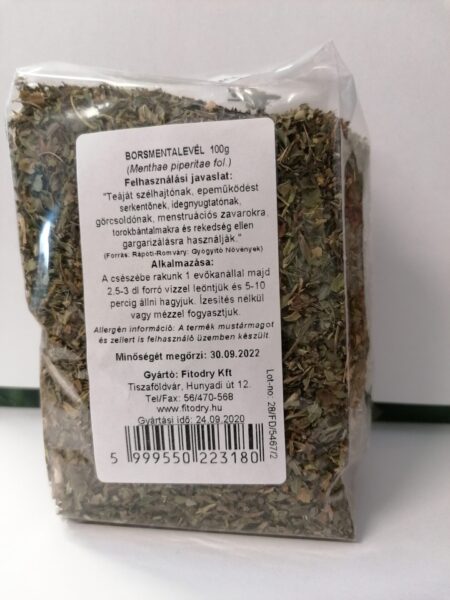 BORSMENTALEVÉL 100g
(Menthae piperitae fol.)
Felhasználási javaslat:
"Teáját szélhajtónak, epeműködést
serkentőnek, idegnyugtatónak,
görcsoldónak, menstruációs zavarokra,
torokbántalmakra és rekedség ellen
gargarizálásra használják."
(Forrás: Rápóti-Romváry: Gyógyító Növények)
Alkalmazása:
A csészébe rakunk 1 evőkanállal majd
2.5-3 dl forró vízzel leöntjük és 5-10
percig állni hagyjuk. Ízesítés nélkül
vagy mézzel fogyasztjuk.
Allergén információ: A termék mustármagot
és zellert is felhasználó üzemben készült.
Minőségét megőrzi: 30.09.2022
Gyártó: Fitodry Kft
Tiszaföldvár, Hunyadi út 12.
Tel/Fax: 56/470-568
www.fitodry.hu
Gyártási idő: 24.09.2020
5 999550 223180
Lot-no: 28/FD/5467/2